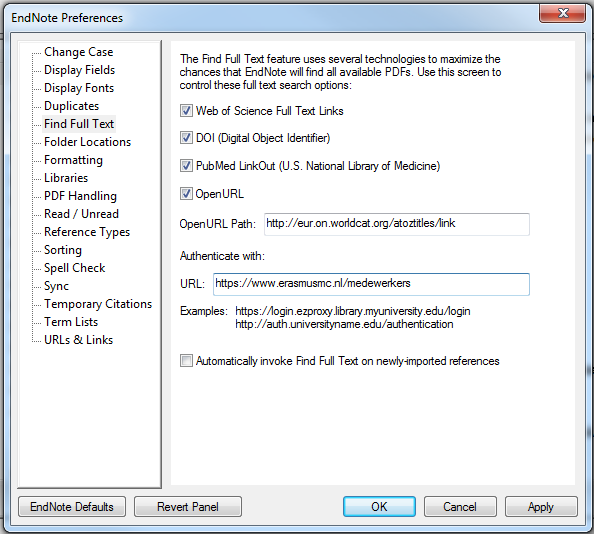 EndNote Preferences
Change Case
Display Fields
Display Fonts
Duplicates
Find Full Text
Folder Locations
Formatting
Libraries
PDF Handling
Read / Unread
Reference Types
Sorting
Spell Check
Sync
Temporary Citations
Term Lists
URLs & Links
The Find Full Text feature uses several technologies to maximize the
chances that EndNote will find all available PDFs. Use this screen to
control these full text search options:
Web of Science Full Text Links
DOI (Digital Object Identifier)
PubMed LinkOut (U.S. National Library of Medicine)
OpenURL
OpenURL Path: http://eur.on.worldcat.org/atoztitles/link
Authenticate with:
URL: https://www.erasmusmc.nl/medewerkers
Examples: https://login.ezproxy.library.myuniversity.edu/login
http://auth.universityname.edu/authentication
Automatically invoke Find Full Text on newly-imported references
EndNote Defaults Revert Panel OK Cancel Apply